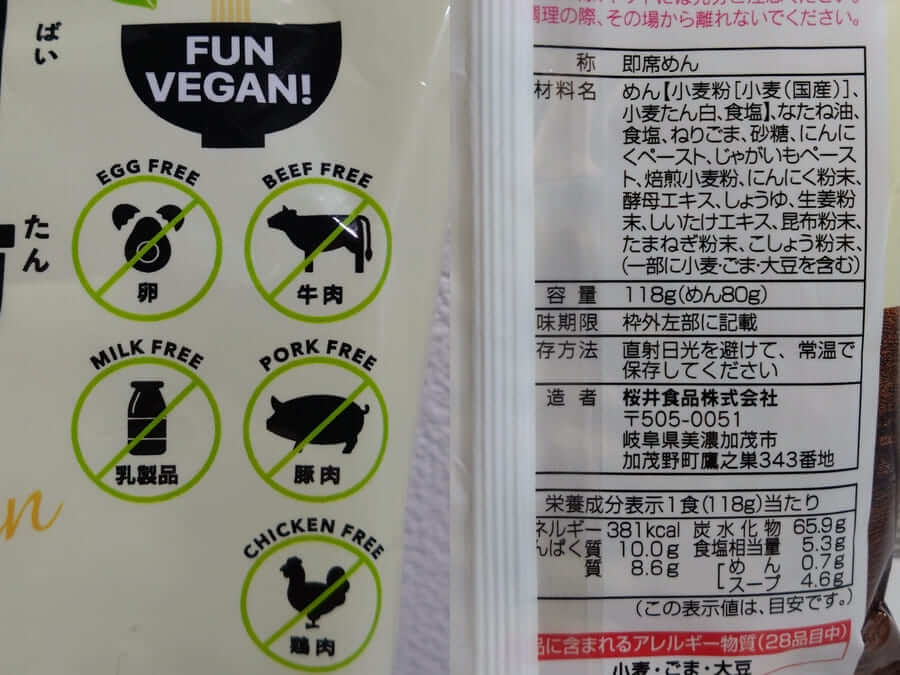 ばい
たん
FUN
VEGAN!
EGG FREE
卵
BEEF FREE
牛肉
MILK FREE
乳製品
PORK FREE
豚肉
CHICKEN FREE
鶏肉
n
調理の際、その場から離れないでください。
称 即席めん
材料名 めん【小麦粉[小麦(国産)]、
小麦たん白、食塩】、なたね油、
食塩、ねりごま、砂糖、にんに
くペースト、じゃがいもペース
ト、焙煎小麦粉、にんにく粉末、
酵母エキス、しょうゆ、生姜粉
末、しいたけエキス、昆布粉末、
たまねぎ粉末、こしょう粉末、
(一部に小麦・ごま・大豆を含む)
容量 118g(めん80g)
味期限 枠外左部に記載
存方法 直射日光を避けて、常温で
保存してください
造者 桜井食品株式会社
〒505-0051
岐阜県美濃加茂市
加茂野町鷹之巣343番地
栄養成分表示1食(118g)当たり
ネルギー 381kcal 炭水化物 65.9g
んぱく質 10.0g 食塩相当量 5.3g
質 8.6g [めん 0.7g
スープ 4.6g
(この表示値は、目安です。)
品に含まれるアレルギー物質(28品目中)
小麦・ごま・大豆